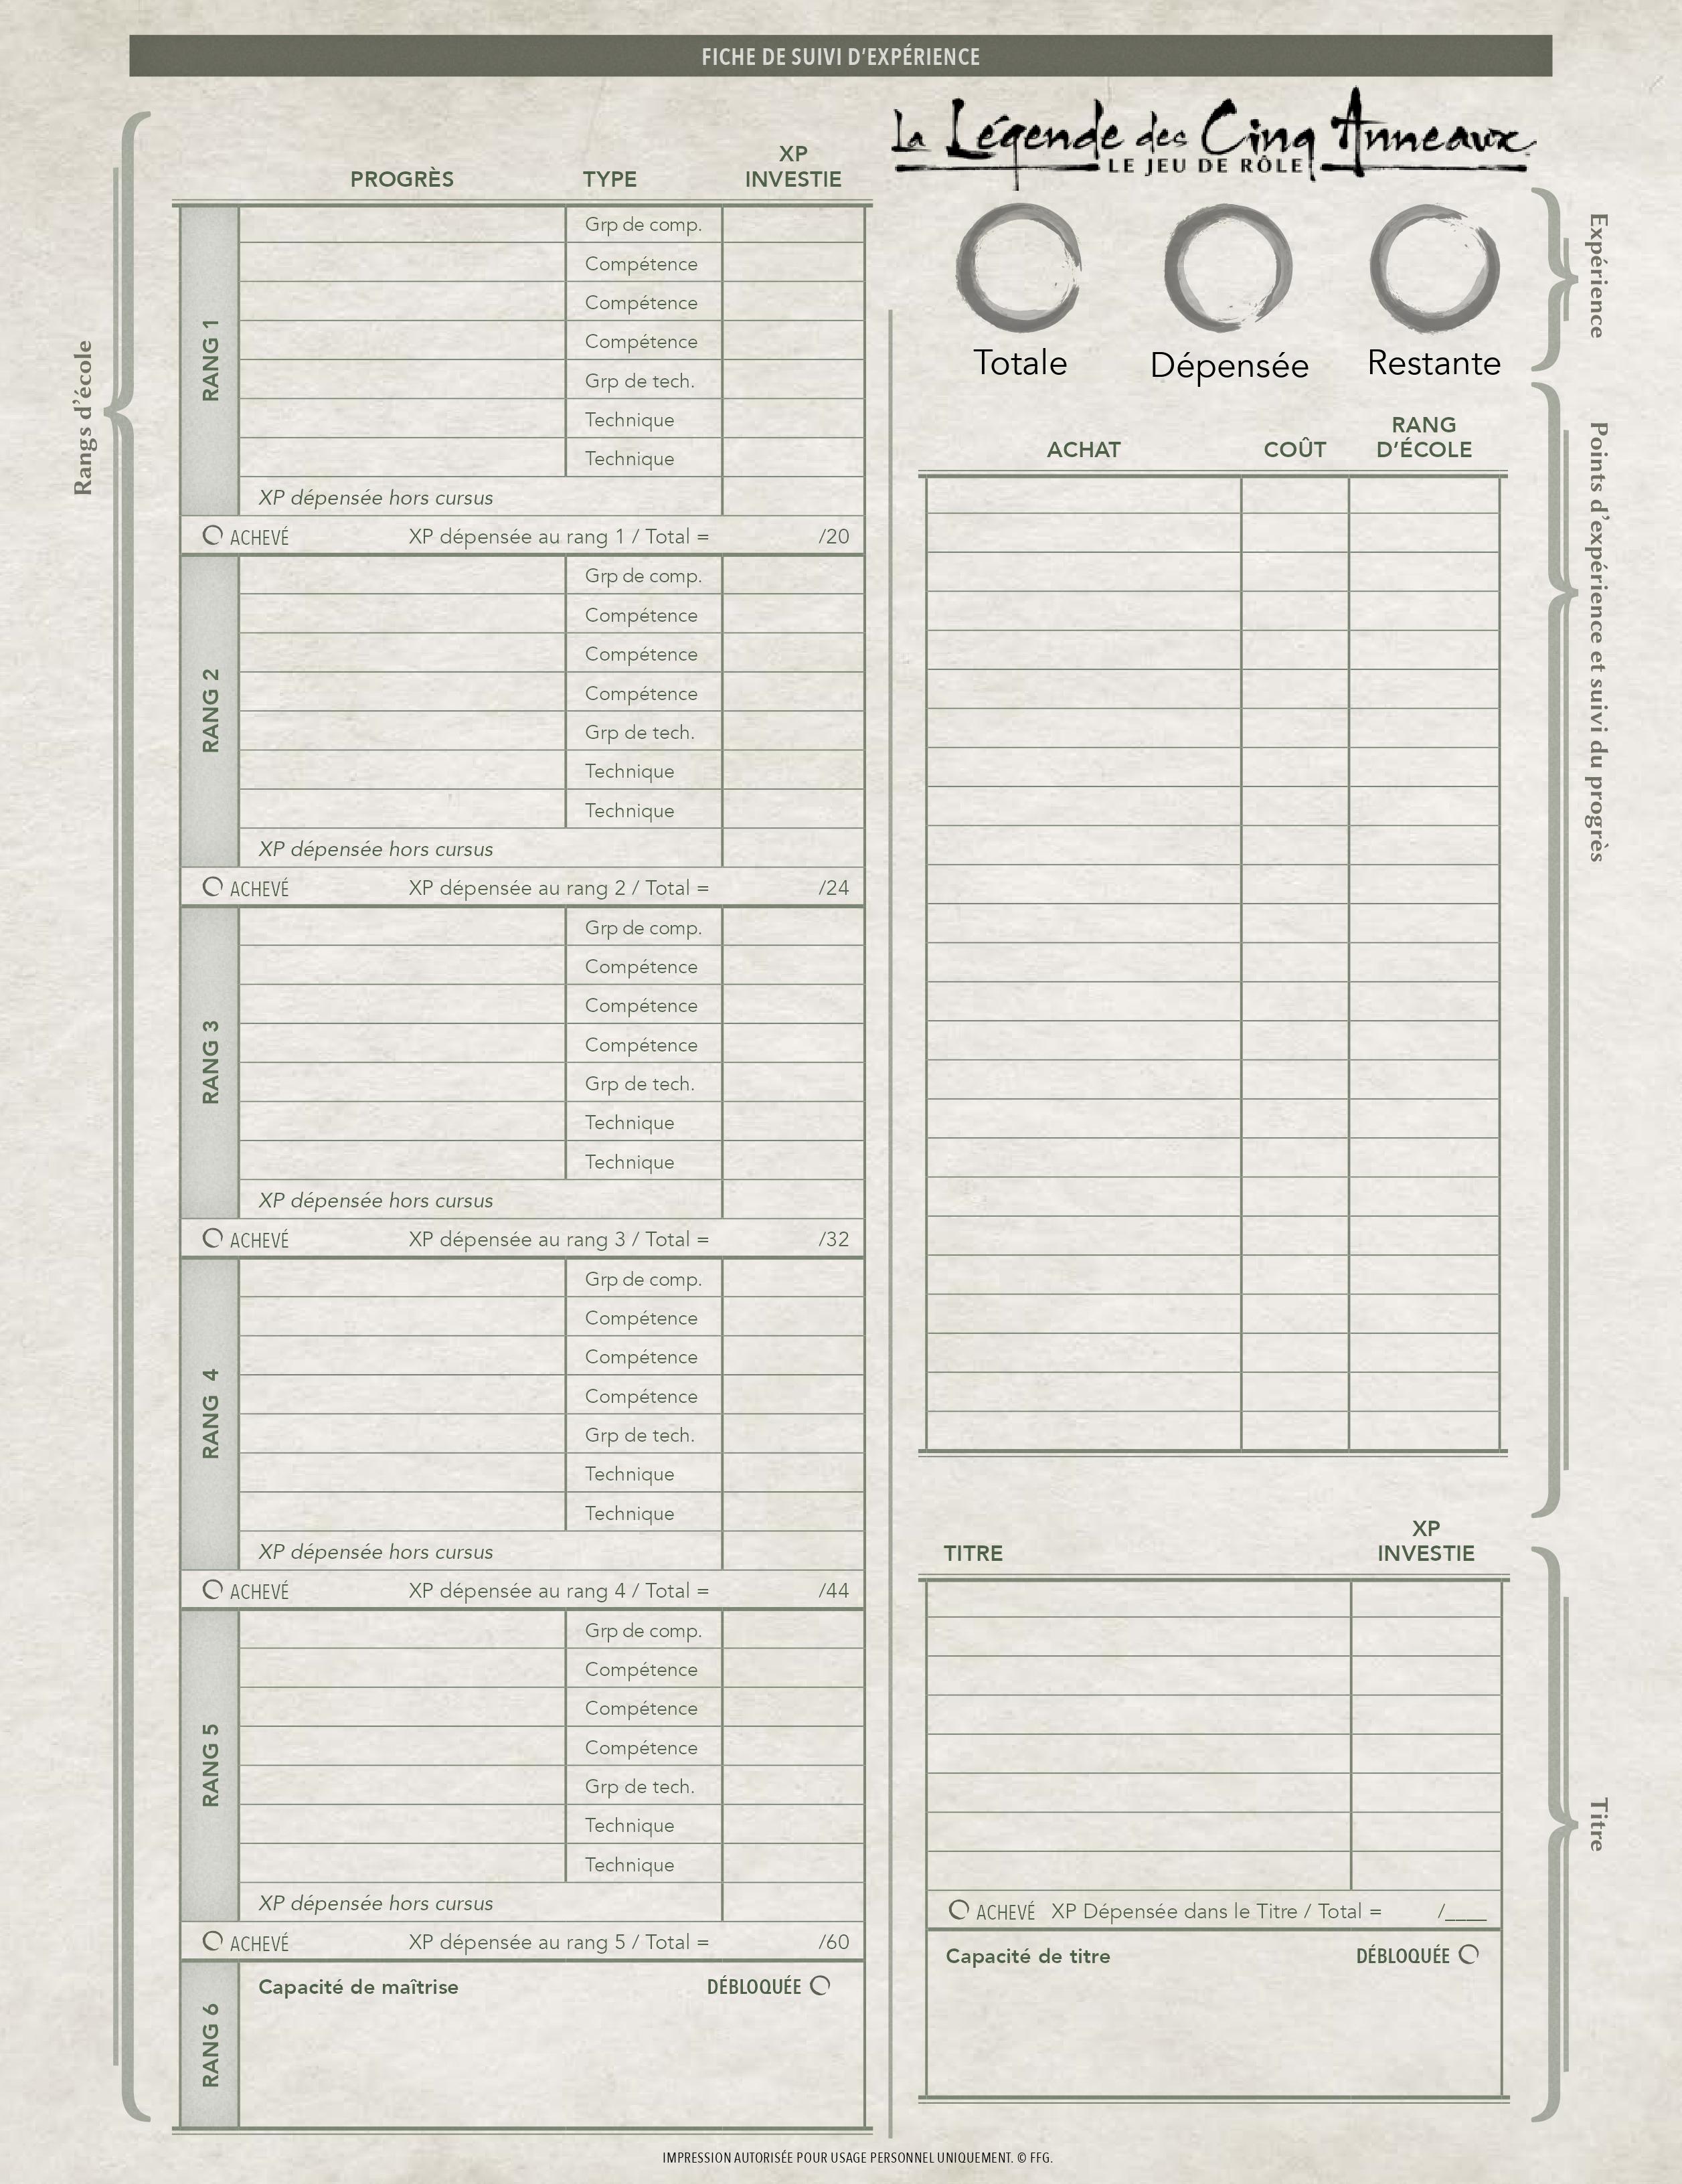 FICHE DE SUIVI D'EXPÉRIENCE
La Légende des Cinq Anneaux
LE JEU DE RÔLE
Rangs d'école
PROGRÈS TYPE XP INVESTIE
RANG 1
Grp de comp.
Compétence
Compétence
Compétence
Grp de tech.
Technique
Technique
XP dépensée hors cursus
ACHEVÉ XP dépensée au rang 1 / Total = /20
RANG 2
Grp de comp.
Compétence
Compétence
Compétence
Grp de tech.
Technique
Technique
XP dépensée hors cursus
ACHEVÉ XP dépensée au rang 2 / Total = /24
RANG 3
Grp de comp.
Compétence
Compétence
Compétence
Grp de tech.
Technique
Technique
XP dépensée hors cursus
ACHEVÉ XP dépensée au rang 3 / Total = /32
RANG 4
Grp de comp.
Compétence
Compétence
Compétence
Grp de tech.
Technique
Technique
XP dépensée hors cursus
ACHEVÉ XP dépensée au rang 4 / Total = /44
RANG 5
Grp de comp.
Compétence
Compétence
Compétence
Grp de tech.
Technique
Technique
XP dépensée hors cursus
ACHEVÉ XP dépensée au rang 5 / Total = /60
RANG 6
Capacité de maîtrise DÉBLOQUÉE
Totale Dépensée Restante
Expérience
ACHAT COÛT RANG D'ÉCOLE
Points d'expérience et suivi du progrès
TITRE XP INVESTIE
ACHEVÉ XP Dépensée dans le Titre / Total = /____
Capacité de titre DÉBLOQUÉE
Titre
IMPRESSION AUTORISÉE POUR USAGE PERSONNEL UNIQUEMENT. © FFG.